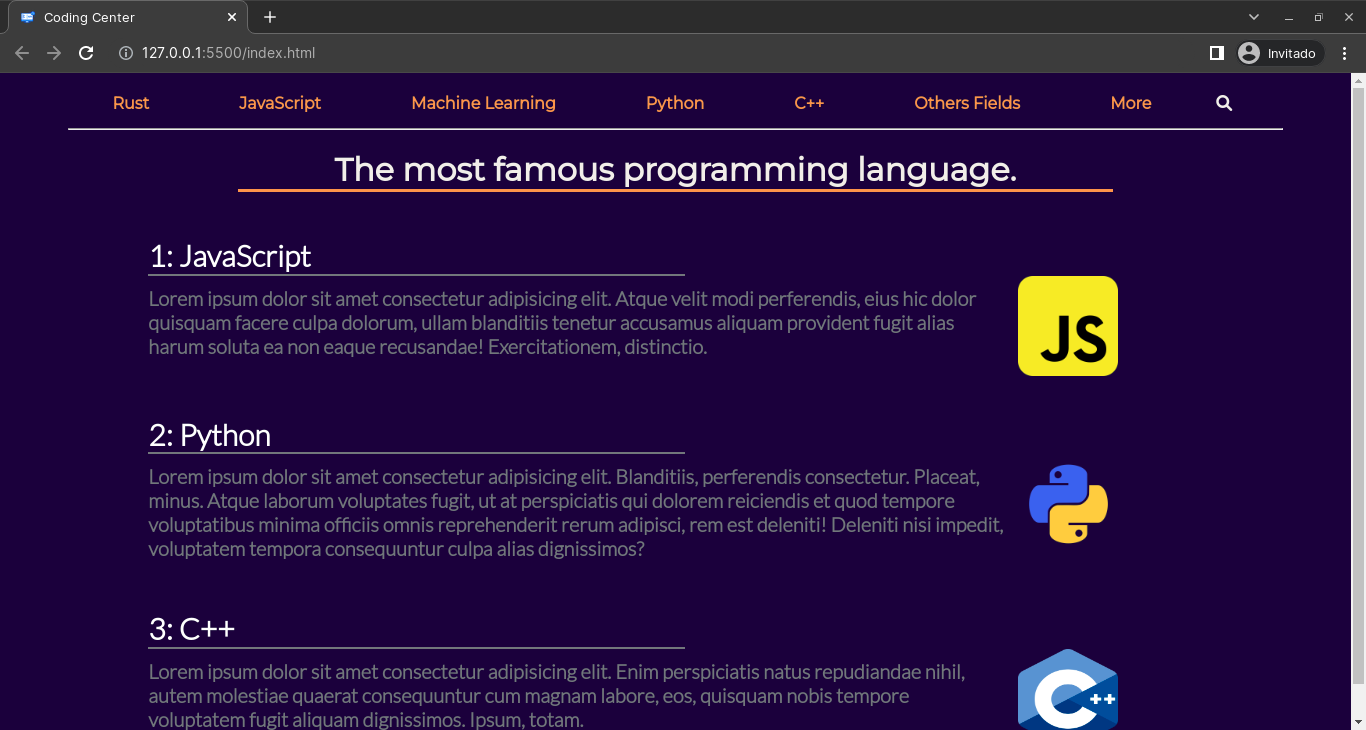 Coding Center
127.0.0.1:5500/index.html
Invitado
Rust JavaScript Machine Learning Python C++ Others Fields More
The most famous programming language.
1: JavaScript
Lorem ipsum dolor sit amet consectetur adipisicing elit. Atque velit modi perferendis, eius hic dolor
quisquam facere culpa dolorum, ullam blanditiis tenetur accusamus aliquam provident fugit alias
harum soluta ea non eaque recusandae! Exercitationem, distinctio.
JS
2: Python
Lorem ipsum dolor sit amet consectetur adipisicing elit. Blanditiis, perferendis consectetur. Placeat,
minus. Atque laborum voluptates fugit, ut at perspiciatis qui dolorem reiciendis et quod tempore
voluptatibus minima officiis omnis reprehenderit rerum adipisci, rem est deleniti! Deleniti nisi impedit,
voluptatem tempora consequuntur culpa alias dignissimos?
3: C++
Lorem ipsum dolor sit amet consectetur adipisicing elit. Enim perspiciatis natus repudiandae nihil,
autem molestiae quaerat consequuntur cum magnam labore, eos, quisquam nobis tempore
voluptatem fugit aliquam dignissimos. Ipsum, totam.
C++